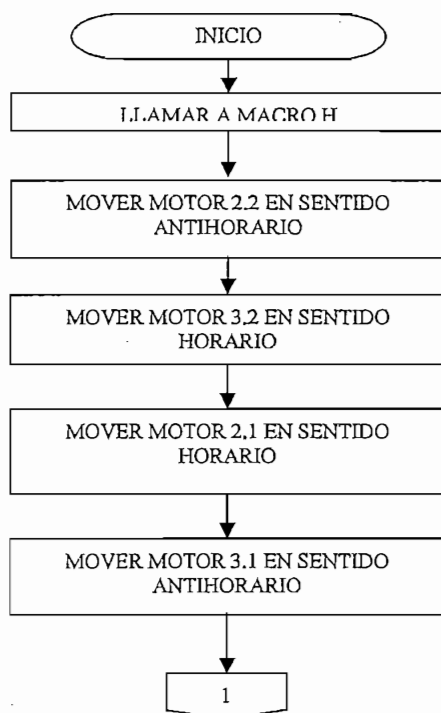 INICIO
LLAMAR A MACRO H
MOVER MOTOR 2.2 EN SENTIDO
ANTIHORARIO
MOVER MOTOR 3.2 EN SENTIDO
HORARIO
MOVER MOTOR 2.1 EN SENTIDO
HORARIO
MOVER MOTOR 3.1 EN SENTIDO
ANTIHORARIO
1